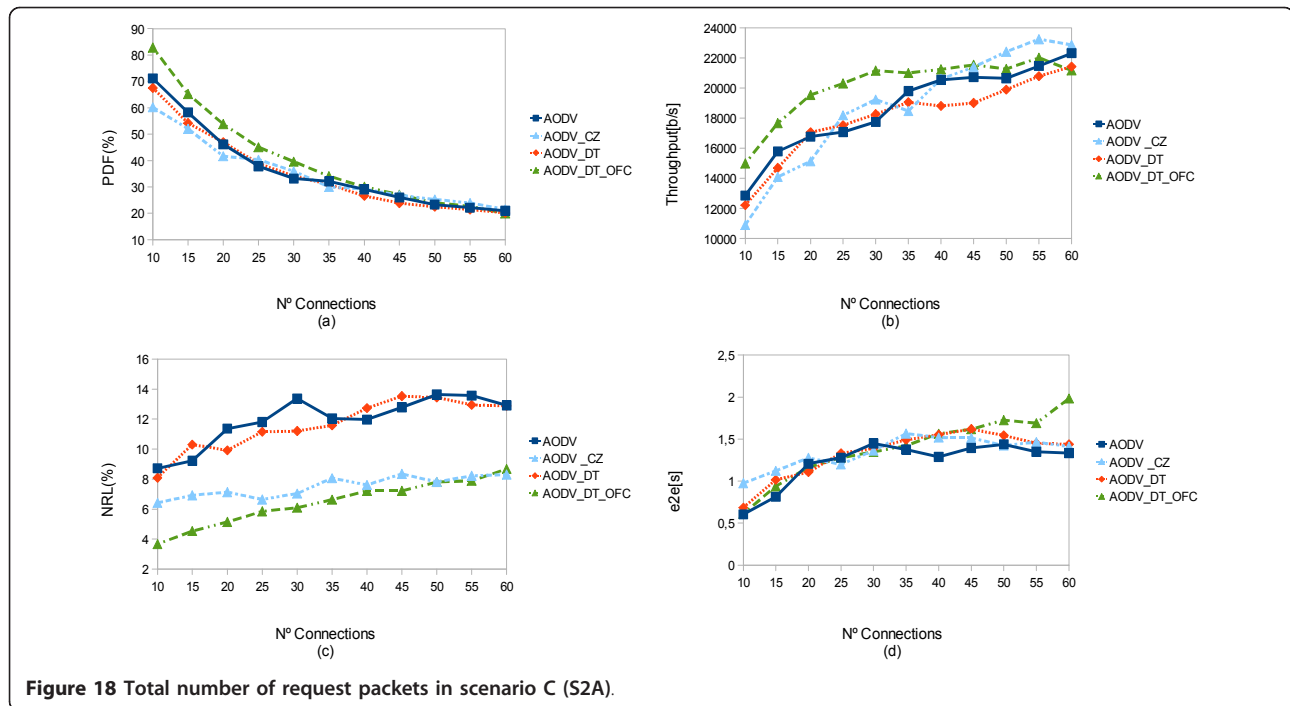 90
80
70
60
50
40
30
20
10
PDF(%)
10 15 20 25 30 35 40 45 50 55 60
Nº Connections
(a)
AODV
AODV_CZ
AODV_DT
AODV_DT_OFC
24000
22000
20000
18000
16000
14000
12000
10000
Throughput[b/s]
10 15 20 25 30 35 40 45 50 55 60
Nº Connections
(b)
AODV
AODV _CZ
AODV_DT
AODV_DT_OFC
16
14
12
10
8
6
4
2
NRL(%)
10 15 20 25 30 35 40 45 50 55 60
Nº Connections
(c)
AODV
AODV _CZ
AODV_DT
AODV_DT_OFC
2,5
2
1,5
1
0,5
0
e2e[s]
10 15 20 25 30 35 40 45 50 55 60
Nº Connections
(d)
AODV
AODV _CZ
AODV_DT
AODV_DT_OFC
Figure 18 Total number of request packets in scenario C (S2A).